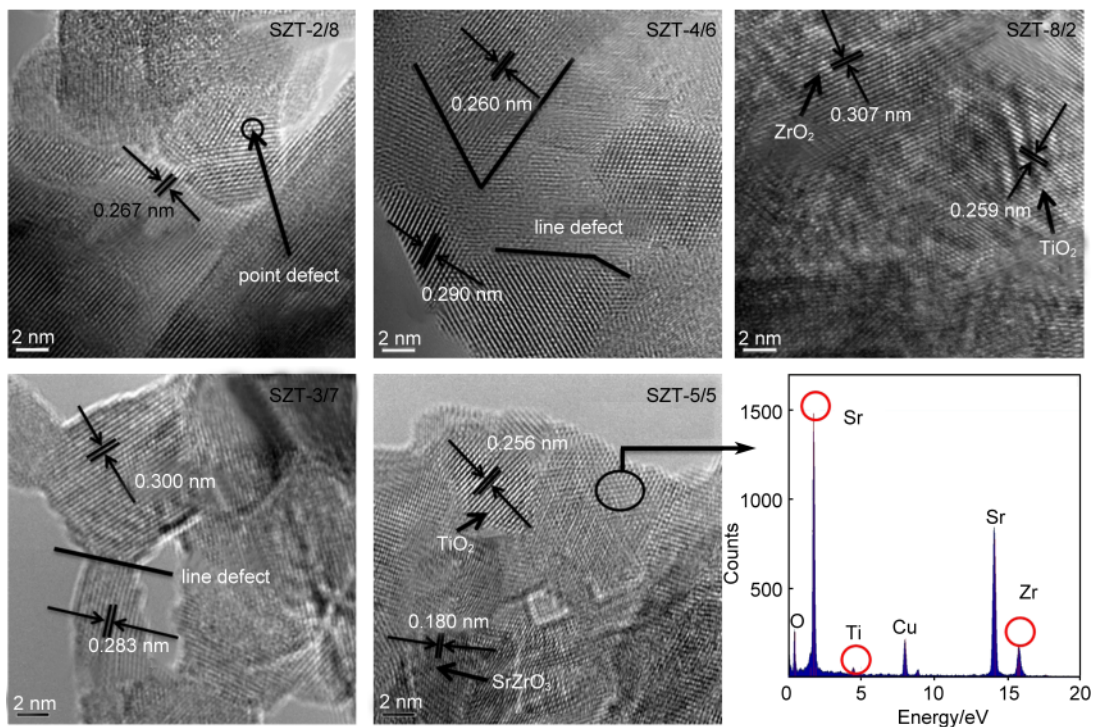 SZT-2/8
0.267 nm
point defect
2 nm
SZT-4/6
0.260 nm
line defect
0.290 nm
2 nm
SZT-8/2
0.307 nm
ZrO₂
0.259 nm
TiO₂
2 nm
SZT-3/7
0.300 nm
line defect
0.283 nm
2 nm
SZT-5/5
0.256 nm
TiO₂
0.180 nm
SrZrO₃
2 nm
1500
Sr
1000
Sr
Counts
500
Zr
O
Ti
Cu
0 5 10 15 20
Energy/eV